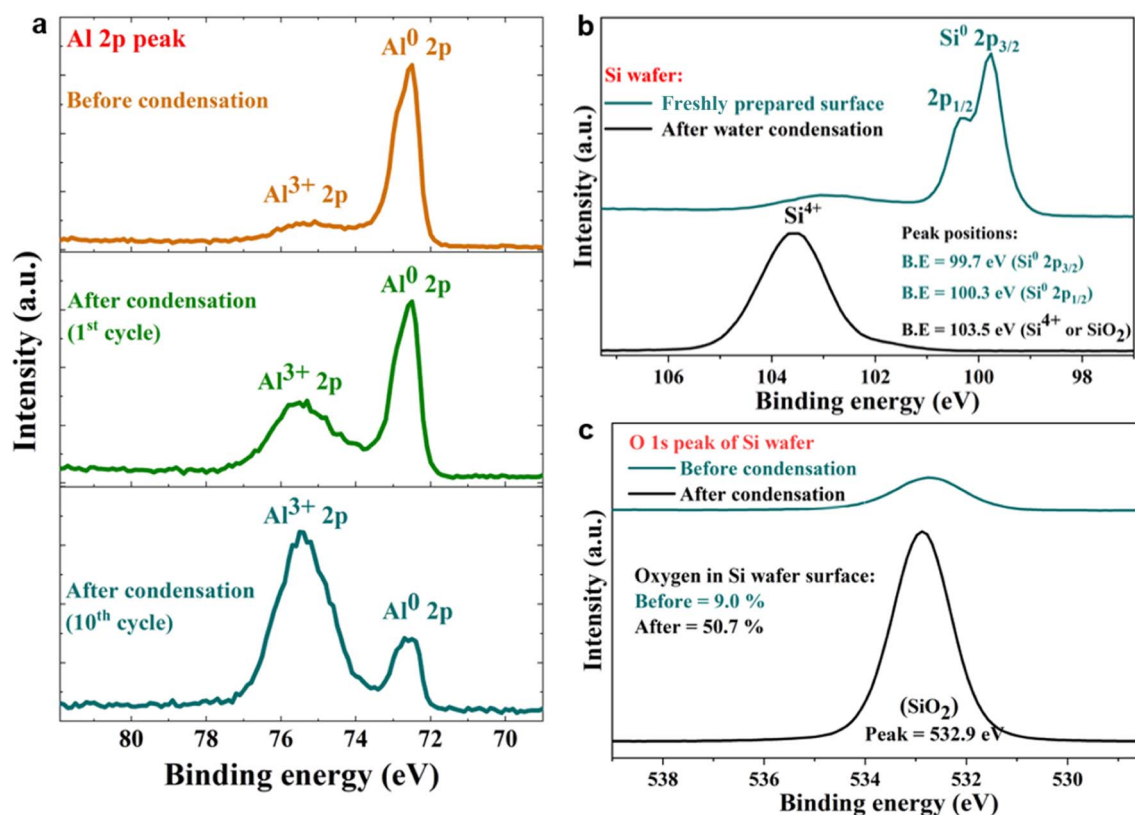 a
Al 2p peak
Al⁰ 2p
Before condensation
Al³⁺ 2p
After condensation
(1ˢᵗ cycle)
Al⁰ 2p
Al³⁺ 2p
After condensation
(10ᵗʰ cycle)
Al³⁺ 2p
Al⁰ 2p
Intensity (a.u.)
80 78 76 74 72 70
Binding energy (eV)
b
Si wafer:
Freshly prepared surface
After water condensation
Si⁰ 2p₃/₂
2p₁/₂
Si⁴⁺
Peak positions:
B.E = 99.7 eV (Si⁰ 2p₃/₂)
B.E = 100.3 eV (Si⁰ 2p₁/₂)
B.E = 103.5 eV (Si⁴⁺ or SiO₂)
Intensity (a.u.)
106 104 102 100 98
Binding energy (eV)
c
O 1s peak of Si wafer
Before condensation
After condensation
Oxygen in Si wafer surface:
Before = 9.0 %
After = 50.7 %
(SiO₂)
Peak = 532.9 eV
Intensity (a.u.)
538 536 534 532 530
Binding energy (eV)